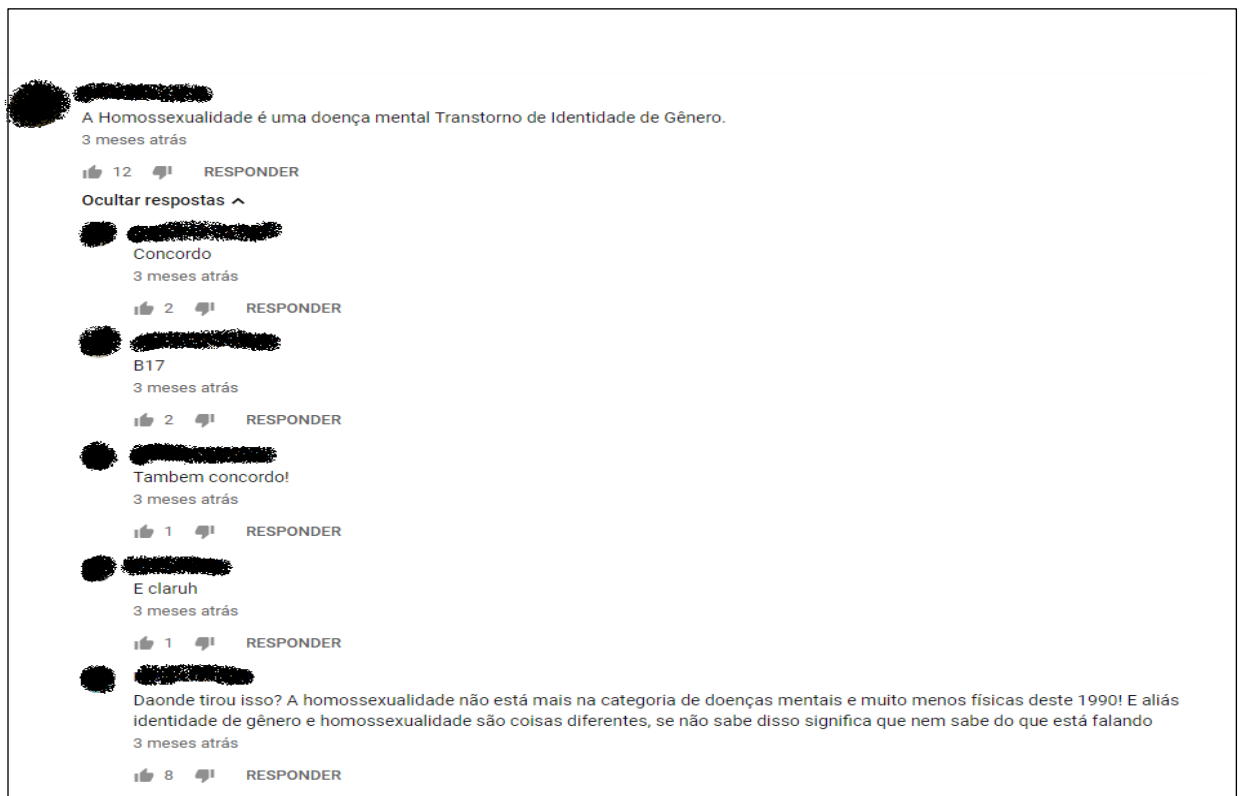 A Homossexualidade é uma doença mental Transtorno de Identidade de Gênero.
3 meses atrás
12 RESPONDER
Ocultar respostas
Concordo
3 meses atrás
2 RESPONDER
B17
3 meses atrás
2 RESPONDER
Tambem concordo!
3 meses atrás
1 RESPONDER
E claruh
3 meses atrás
1 RESPONDER
Daonde tirou isso? A homossexualidade não está mais na categoria de doenças mentais e muito menos físicas deste 1990! E aliás
identidade de gênero e homossexualidade são coisas diferentes, se não sabe disso significa que nem sabe do que está falando
3 meses atrás
8 RESPONDER